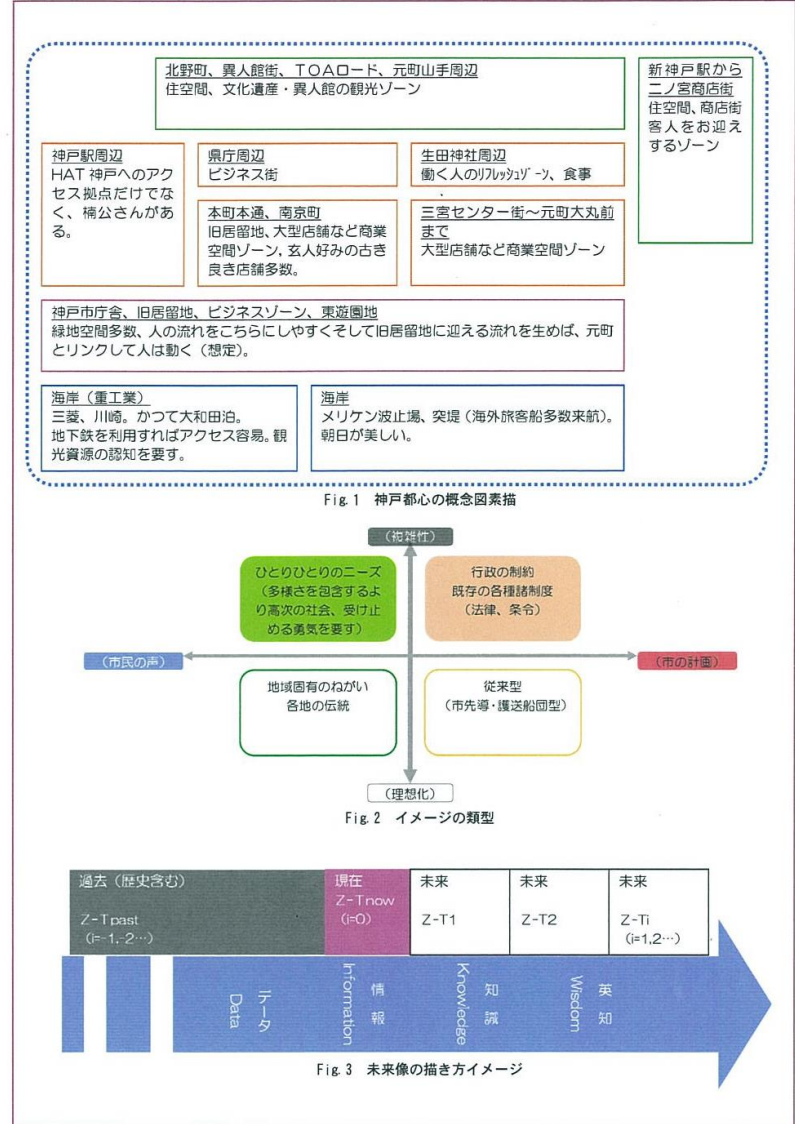 北野町、異人館街、TOAロード、元町山手周辺
住空間、文化遺産・異人館の観光ゾーン
新神戸駅から
二ノ宮商店街
住空間、商店街
客人をお迎え
するゾーン
神戸駅周辺
HAT 神戸へのアク
セス拠点だけでな
く、楠公さんがあ
る。
県庁周辺
ビジネス街
生田神社周辺
働く人のリフレッシュゾーン、食事
本町本通、南京町
旧居留地、大型店舗など商業
空間ゾーン，玄人好みの古き
良き店舗多数。
三宮センター街～元町大丸前
まで
大型店舗など商業空間ゾーン
神戸市庁舎、旧居留地、ビジネスゾーン、東遊園地
緑地空間多数、人の流れをこちらにしやすくそして旧居留地に迎える流れを生めば、元町
とリンクして人は動く（想定）。
海岸（重工業）
三菱、川崎。かつて大和田泊。
地下鉄を利用すればアクセス容易。観
光資源の認知を要す。
海岸
メリケン波止場、突堤（海外旅客船多数来航）。
朝日が美しい。
Fig.1 神戸都心の概念図素描
（複雑性）
ひとりひとりのニーズ
（多様さを包含するよ
り高次の社会、受け止
める勇気を要す）
行政の制約
既存の各種諸制度
（法律、条令）
（市民の声）
（市の計画）
地域固有のねがい
各地の伝統
従来型
（市先導・護送船団型）
（理想化）
Fig.2 イメージの類型
過去（歴史含む）
Z-Tpast
（i=-1,-2…）
現在
Z-Tnow
（i=0）
未来
Z-T1
未来
Z-T2
未来
Z-Ti
（i=1,2…）
データ
Data
情報
Information
知識
Knowledge
英知
Wisdom
Fig.3 未来像の描き方イメージ